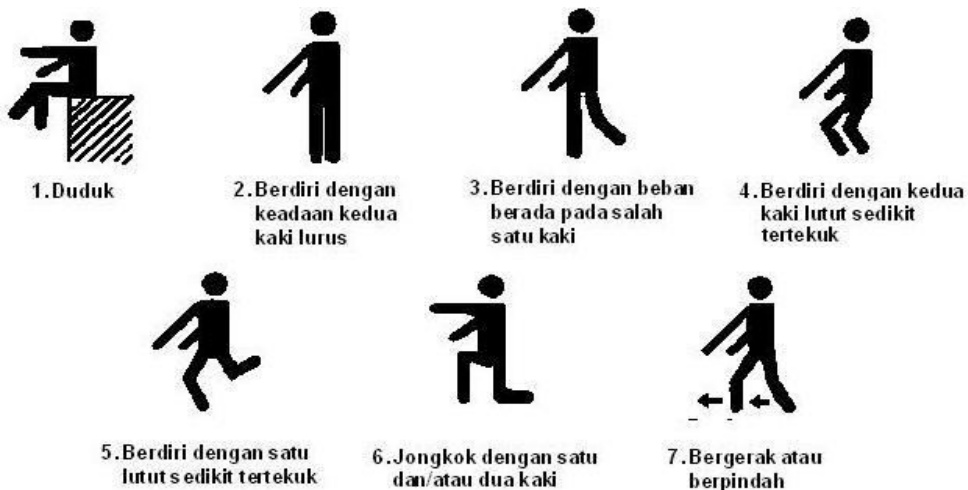 1.Duduk
2.Berdiri dengan
keadaan kedua
kaki lurus
3.Berdiri dengan beban
berada pada salah
satu kaki
4.Berdiri dengan kedua
kaki lutut sedikit
tertekuk
5.Berdiri dengan satu
lutut sedikit tertekuk
6.Jongkok dengan satu
dan/atau dua kaki
7.Bergerak atau
berpindah